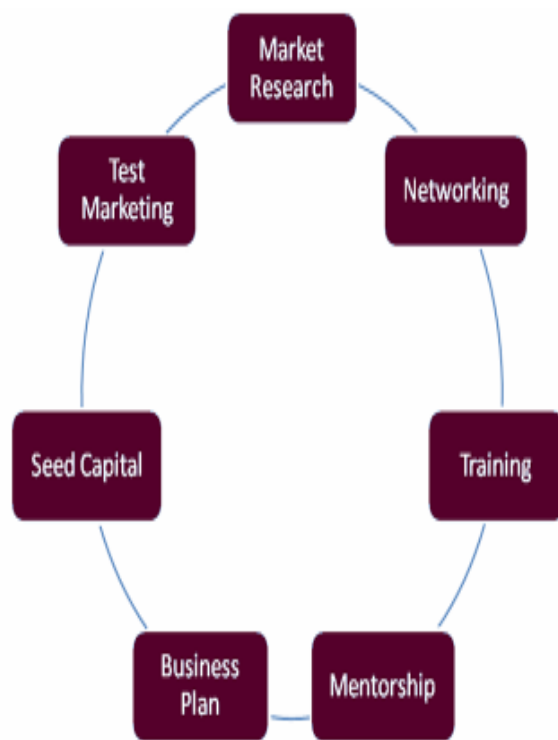 Market
Research
Networking
Training
Mentorship
Business
Plan
Seed Capital
Test
Marketing